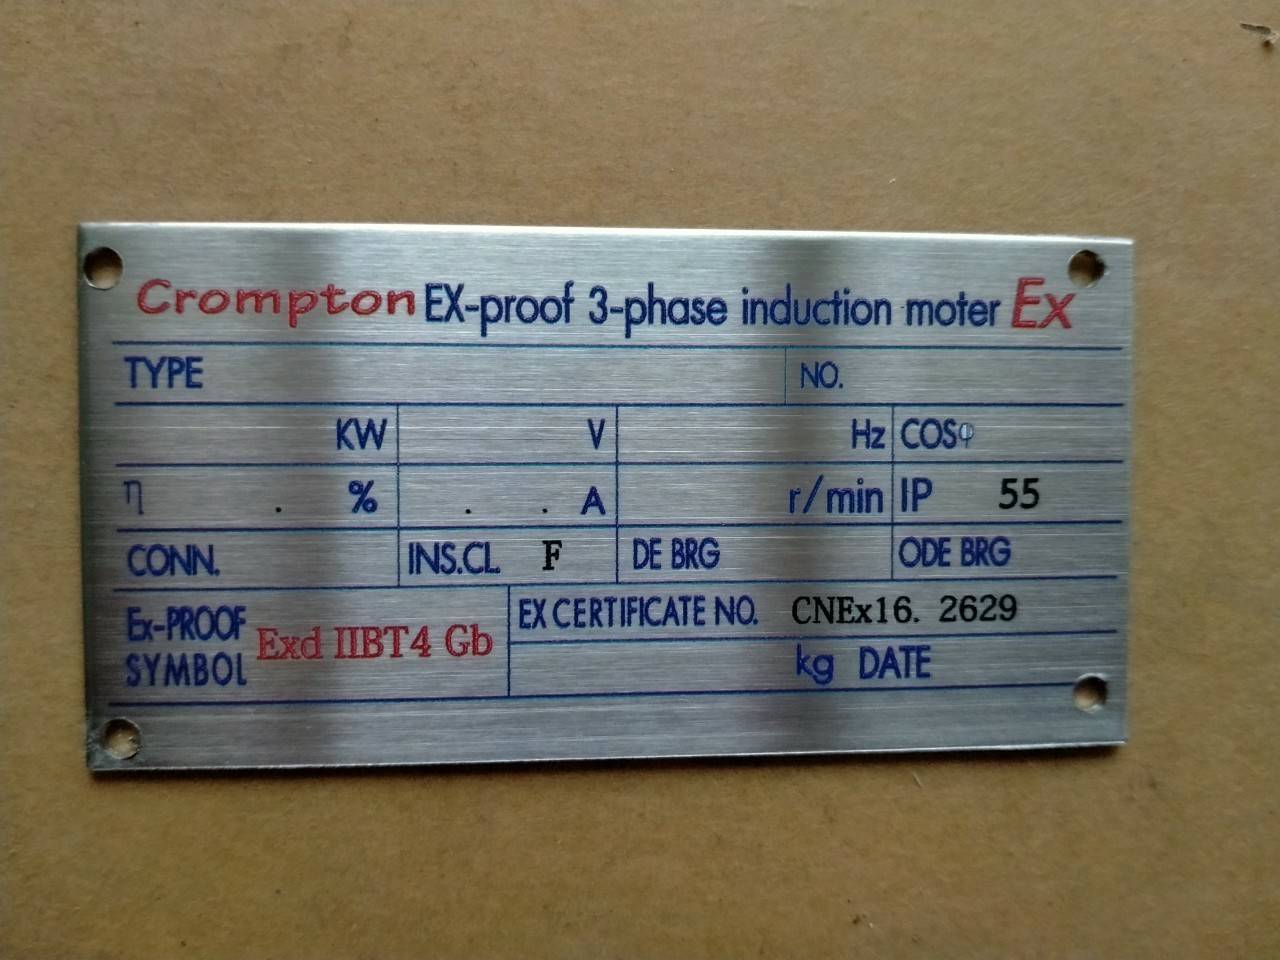 Crompton EX-proof 3-phase induction moter Ex
TYPE NO.
KW V Hz COSφ
η . % . . A r/min IP 55
CONN. INS.CL. F DE BRG ODE BRG
Ex-PROOF SYMBOL Exd IIBT4 Gb EX CERTIFICATE NO. CNEx16. 2629
kg DATE